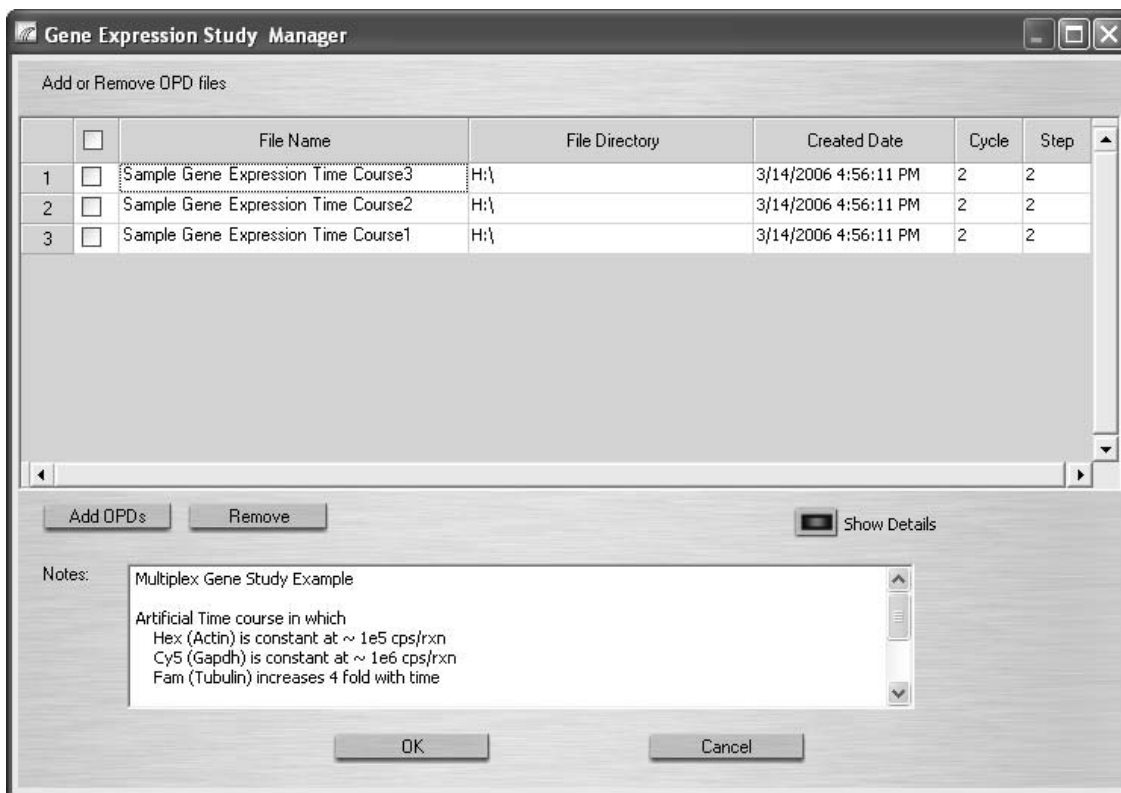 Gene Expression Study Manager
Add or Remove OPD files
File Name File Directory Created Date Cycle Step
1 Sample Gene Expression Time Course3 H:\ 3/14/2006 4:56:11 PM 2 2
2 Sample Gene Expression Time Course2 H:\ 3/14/2006 4:56:11 PM 2 2
3 Sample Gene Expression Time Course1 H:\ 3/14/2006 4:56:11 PM 2 2
Add OPDs Remove Show Details
Notes: Multiplex Gene Study Example
Artificial Time course in which
Hex (Actin) is constant at ~ 1e5 cps/rxn
Cy5 (Gapdh) is constant at ~ 1e6 cps/rxn
Fam (Tubulin) increases 4 fold with time
OK Cancel